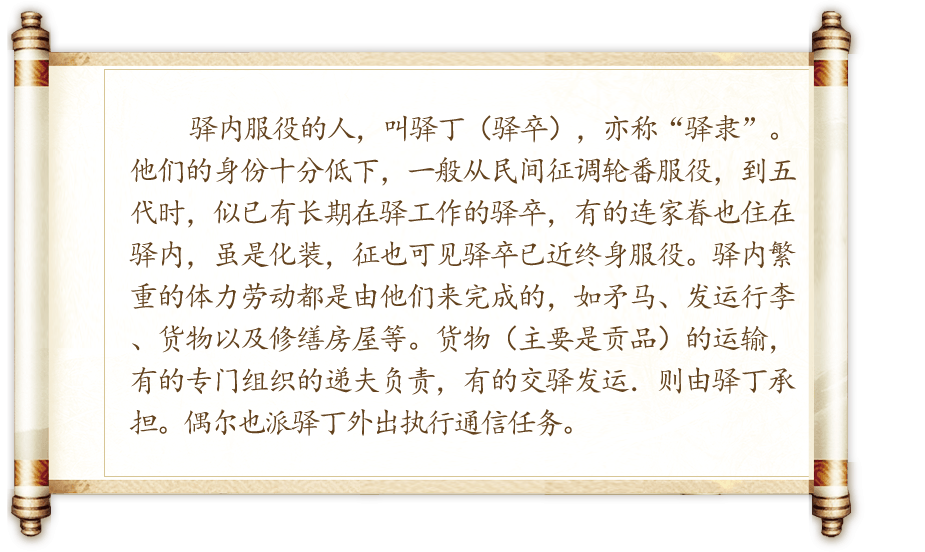 驿内服役的人，叫驿丁（驿卒），亦称“驿隶”。
他们的身份十分低下，一般从民间征调轮番服役，到五
代时，似已有长期在驿工作的驿卒，有的连家眷也住在
驿内，虽是化装，征也可见驿卒已近终身服役。驿内繁
重的体力劳动都是由他们来完成的，如矛马、发运行李
、货物以及修缮房屋等。货物（主要是贡品）的运输，
有的专门组织的递夫负责，有的交驿发运．则由驿丁承
担。偶尔也派驿丁外出执行通信任务。